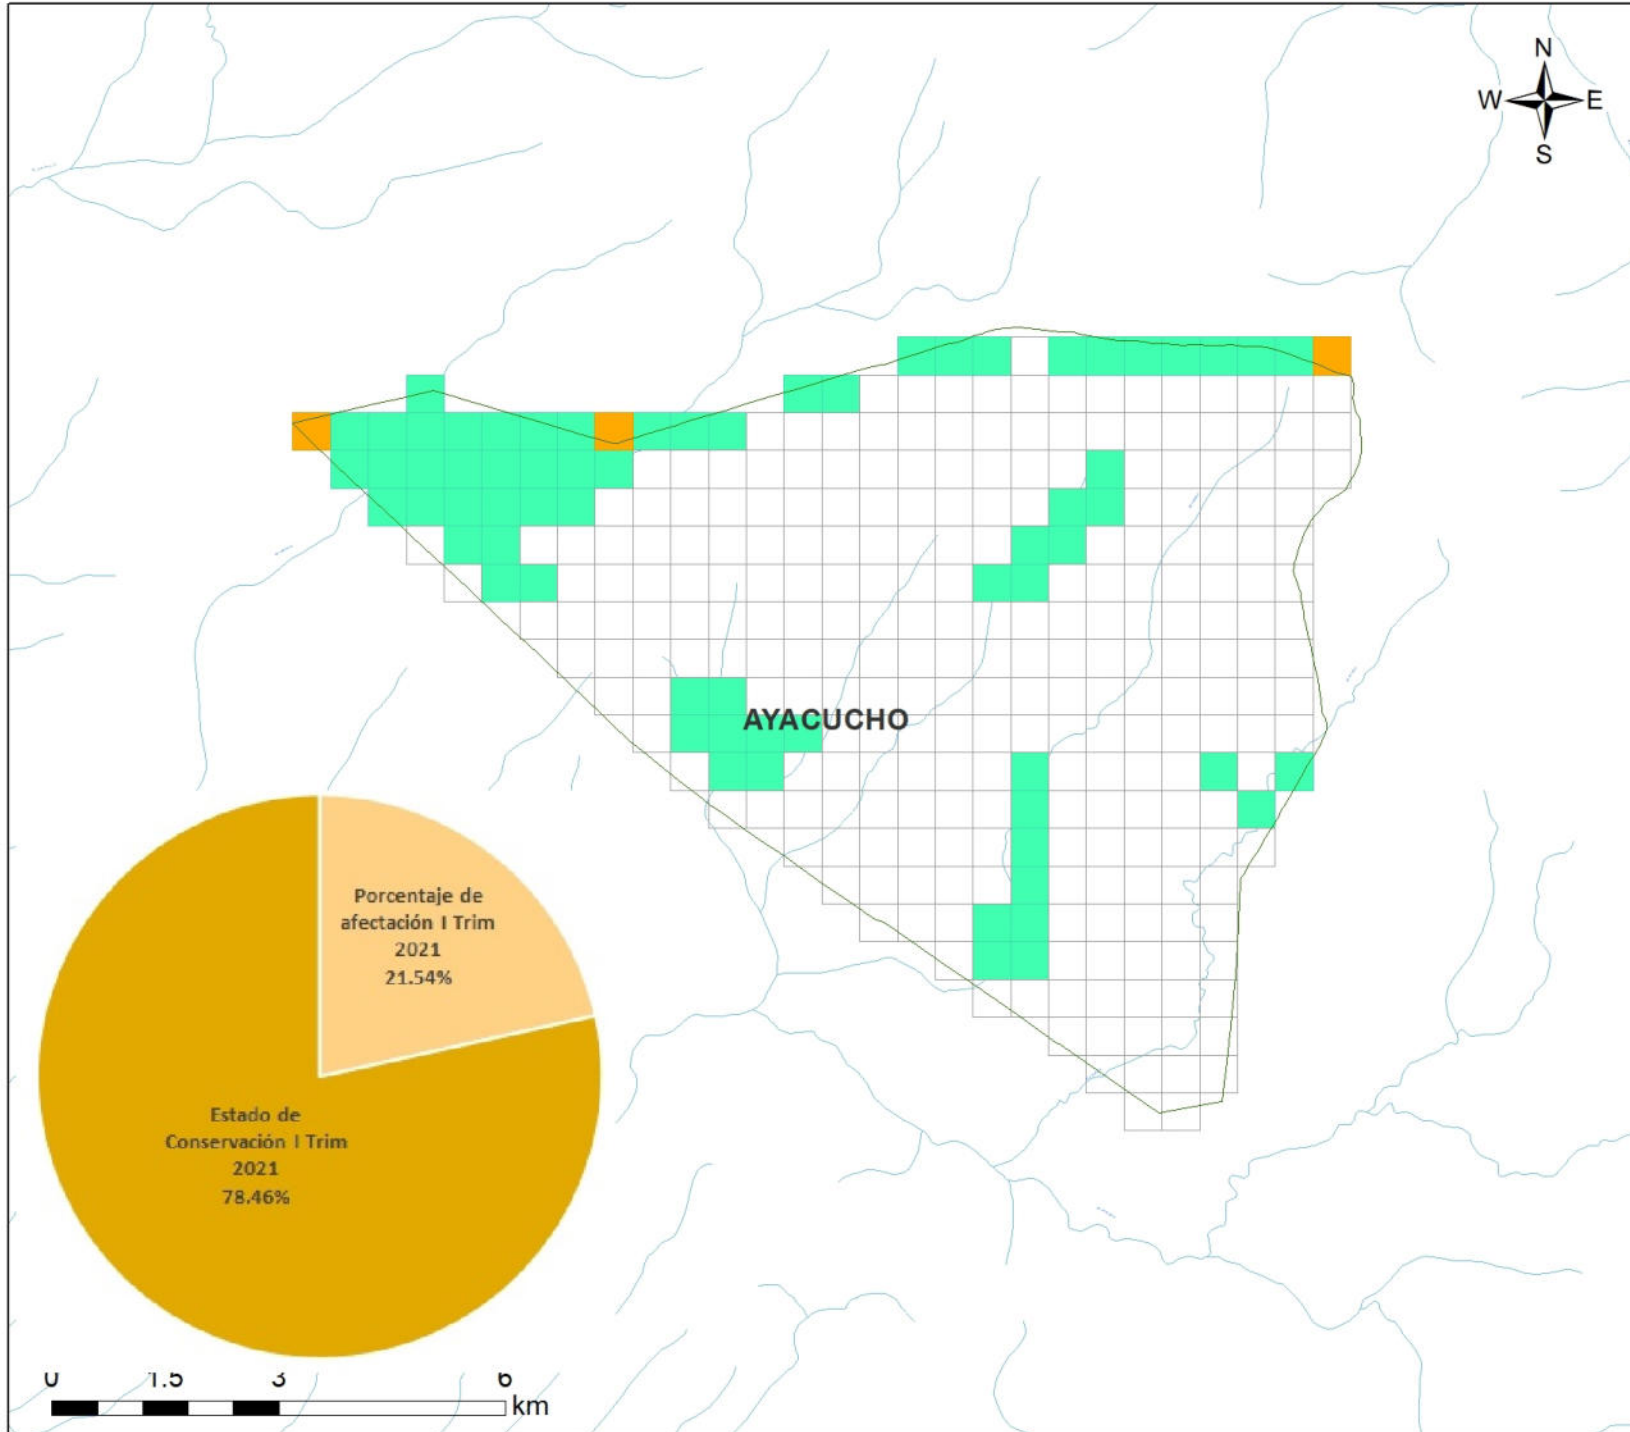 N
W E
S
AYACUCHO
Porcentaje de
afectación I Trim
2021
21.54%
Estado de
Conservación I Trim
2021
78.46%
0 1.5 3 6
km